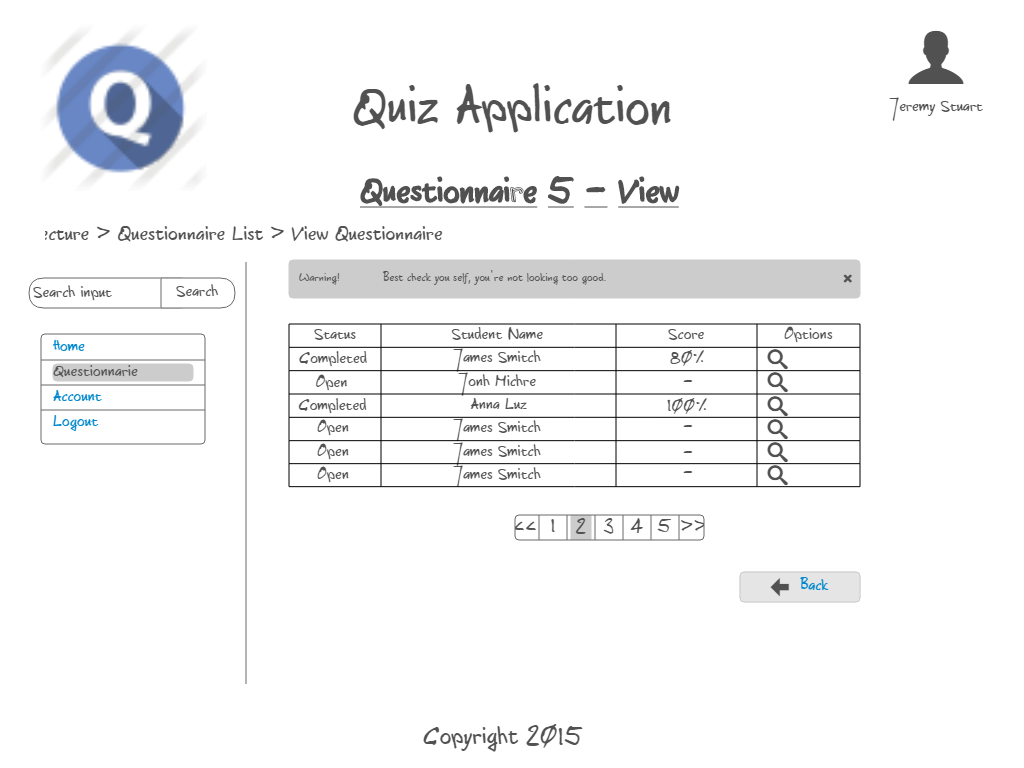 Q
Jeremy Stuart
Quiz Application
Questionnaire 5 - View
ecture > Questionnaire List > View Questionnaire
Search input Search
Home
Questionnarie
Account
Logout
Warning! Best check you self, you're not looking too good. ×
Status Student Name Score Options
Completed James Smitch 80%
Open Jonh Michre -
Completed Anna Luz 100%
Open James Smitch -
Open James Smitch -
Open James Smitch -
<< 1 2 3 4 5 >>
Back
Copyright 2015